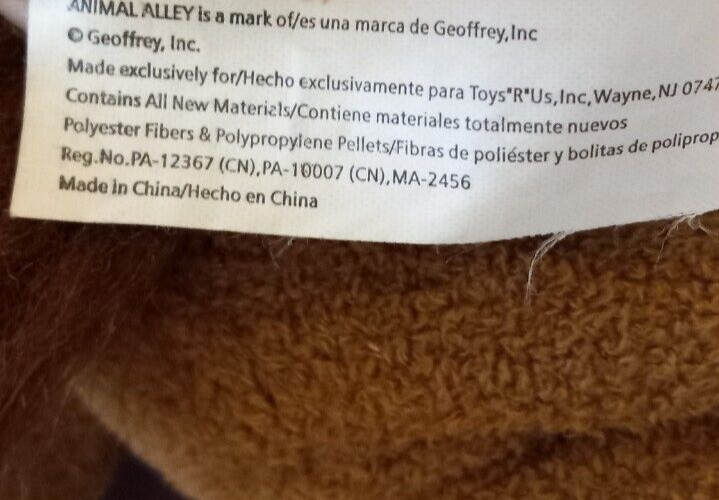 ANIMAL ALLEY is a mark of/es una marca de Geoffrey,Inc
© Geoffrey, Inc.
Made exclusively for/Hecho exclusivamente para Toys"R"Us,Inc,Wayne,NJ 0747
Contains All New Materials/Contiene materiales totalmente nuevos
Polyester Fibers & Polypropylene Pellets/Fibras de poliéster y bolitas de poliprop
Reg.No.PA-12367 (CN),PA-10007 (CN),MA-2456
Made in China/Hecho en China